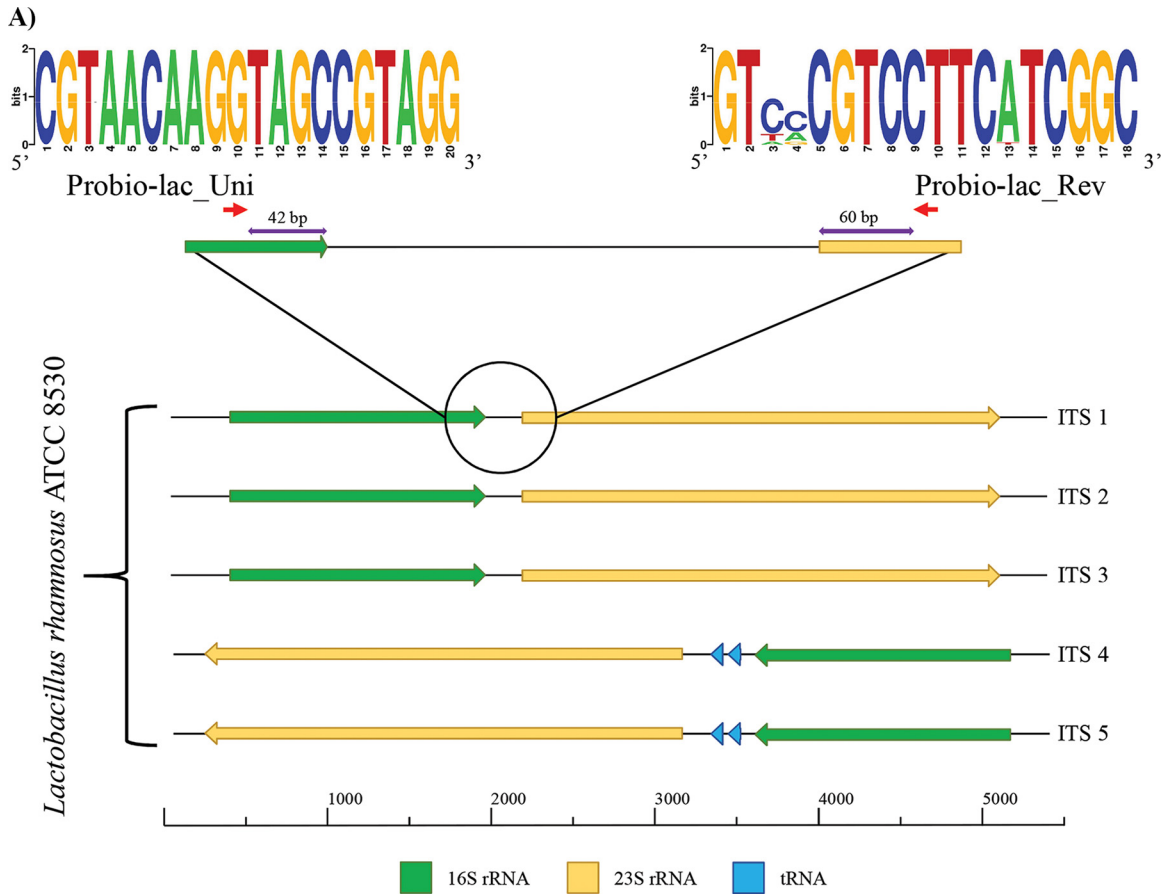 A)
2
bits
1
0
CGTAACAAGGTAGCCGTAGG
1 2 3 4 5 6 7 8 9 10 11 12 13 14 15 16 17 18 19 20
5’ 3’
Probio-lac_Uni
2
bits
1
0
GTCCCGTCCTTCATCGGC
T A
A G T
1 2 3 4 5 6 7 8 9 10 11 12 13 14 15 16 17 18
5’ 3’
Probio-lac_Rev
42 bp
60 bp
Lactobacillus rhamnosus ATCC 8530
ITS 1
ITS 2
ITS 3
ITS 4
ITS 5
1000 2000 3000 4000 5000
16S rRNA 23S rRNA tRNA